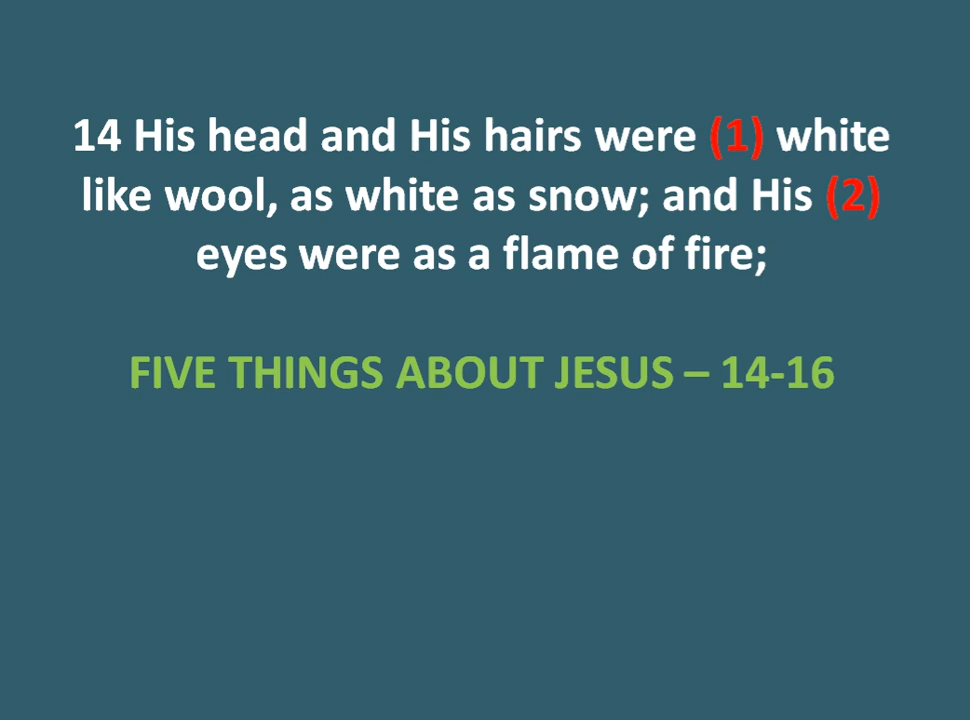 14 His head and His hairs were (1) white
like wool, as white as snow; and His (2)
eyes were as a flame of fire;
FIVE THINGS ABOUT JESUS – 14-16